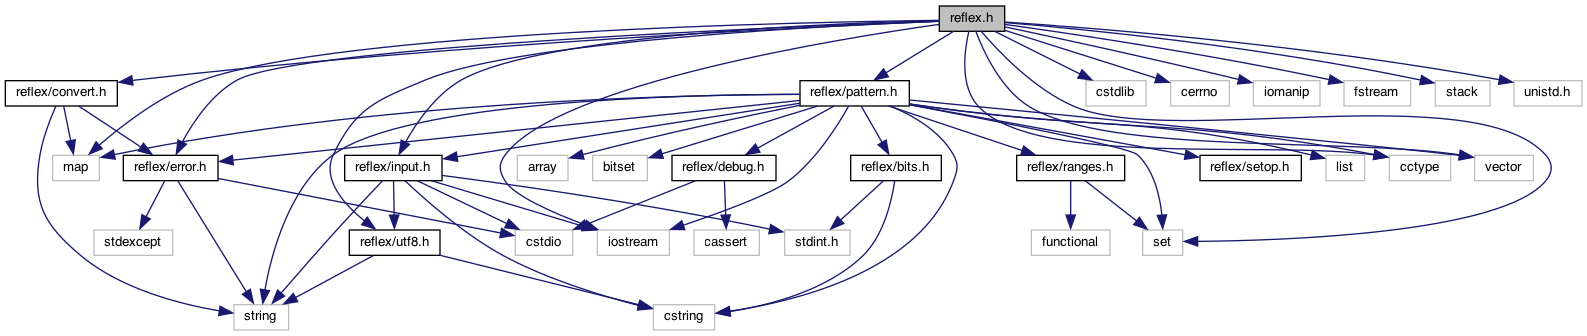 reflex.h
reflex/convert.h
reflex/pattern.h
cstdlib
cerrno
iomanip
fstream
stack
unistd.h
map
reflex/error.h
reflex/input.h
array
bitset
reflex/debug.h
reflex/bits.h
reflex/ranges.h
reflex/setop.h
list
cctype
vector
stdexcept
reflex/utf8.h
cstdio
iostream
cassert
stdint.h
functional
set
string
cstring